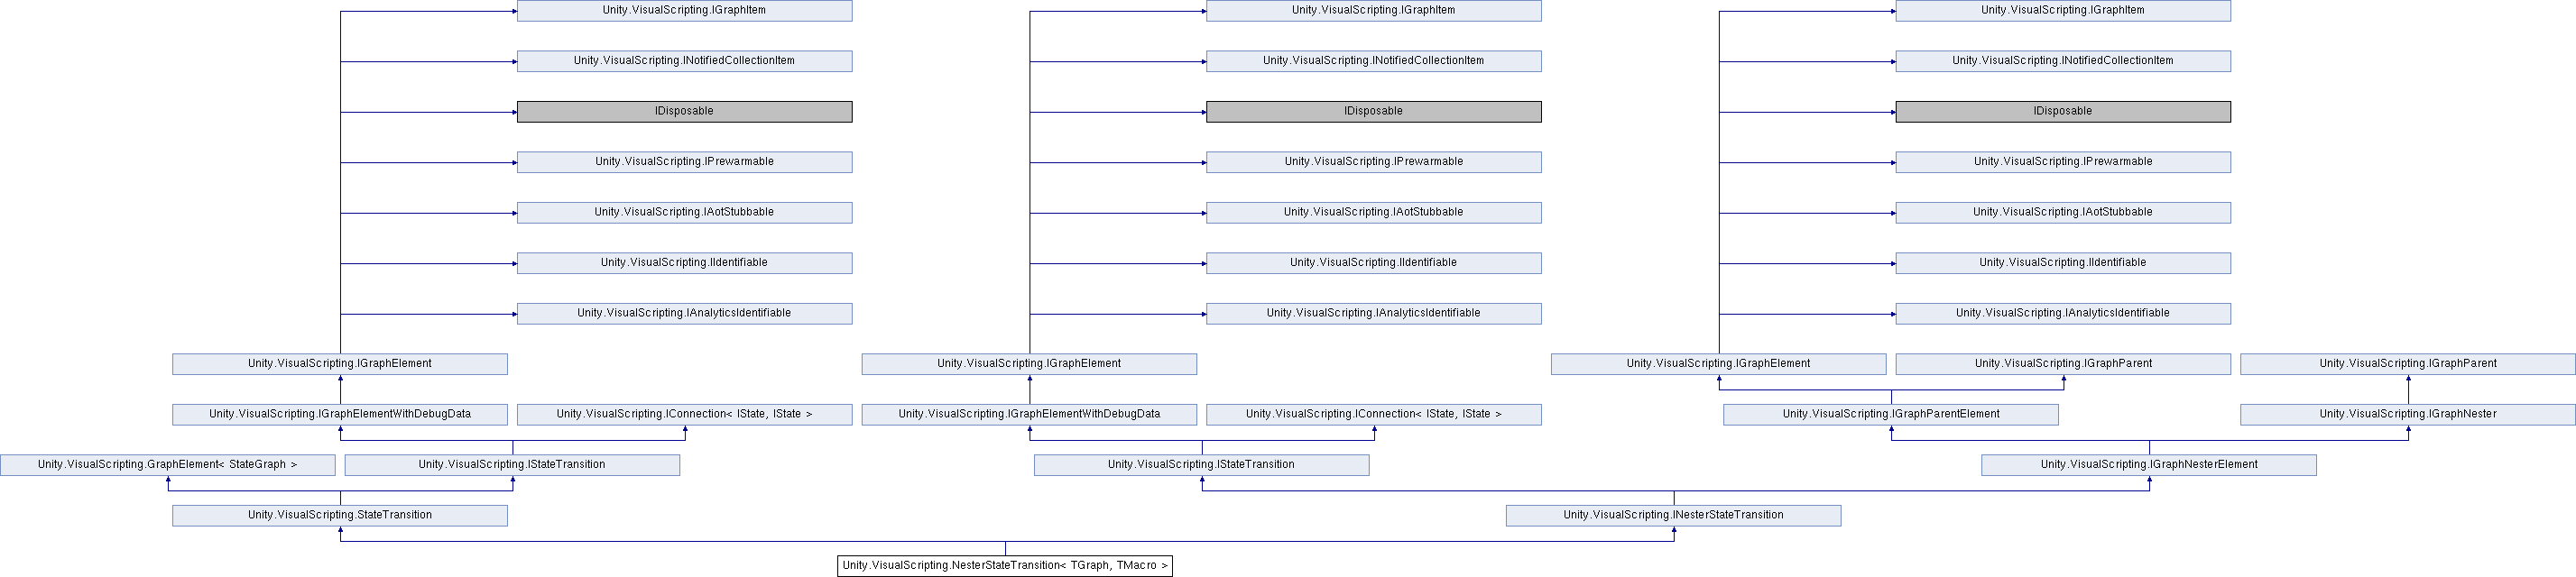 Unity.VisualScripting.IGraphItem Unity.VisualScripting.IGraphItem Unity.VisualScripting.IGraphItem
Unity.VisualScripting.INotifiedCollectionItem Unity.VisualScripting.INotifiedCollectionItem Unity.VisualScripting.INotifiedCollectionItem
IDisposable IDisposable IDisposable
Unity.VisualScripting.IPrewarmable Unity.VisualScripting.IPrewarmable Unity.VisualScripting.IPrewarmable
Unity.VisualScripting.IAotStubbable Unity.VisualScripting.IAotStubbable Unity.VisualScripting.IAotStubbable
Unity.VisualScripting.IIdentifiable Unity.VisualScripting.IIdentifiable Unity.VisualScripting.IIdentifiable
Unity.VisualScripting.IAnalyticsIdentifiable Unity.VisualScripting.IAnalyticsIdentifiable Unity.VisualScripting.IAnalyticsIdentifiable
Unity.VisualScripting.IGraphElement Unity.VisualScripting.IGraphElement Unity.VisualScripting.IGraphElement Unity.VisualScripting.IGraphParent Unity.VisualScripting.IGraphParent
Unity.VisualScripting.IGraphElementWithDebugData Unity.VisualScripting.IConnection< IState, IState > Unity.VisualScripting.IGraphElementWithDebugData Unity.VisualScripting.IConnection< IState, IState > Unity.VisualScripting.IGraphParentElement Unity.VisualScripting.IGraphNester
Unity.VisualScripting.GraphElement< StateGraph > Unity.VisualScripting.IStateTransition Unity.VisualScripting.IStateTransition Unity.VisualScripting.IGraphNesterElement
Unity.VisualScripting.StateTransition Unity.VisualScripting.INesterStateTransition
Unity.VisualScripting.NesterStateTransition< TGraph, TMacro >